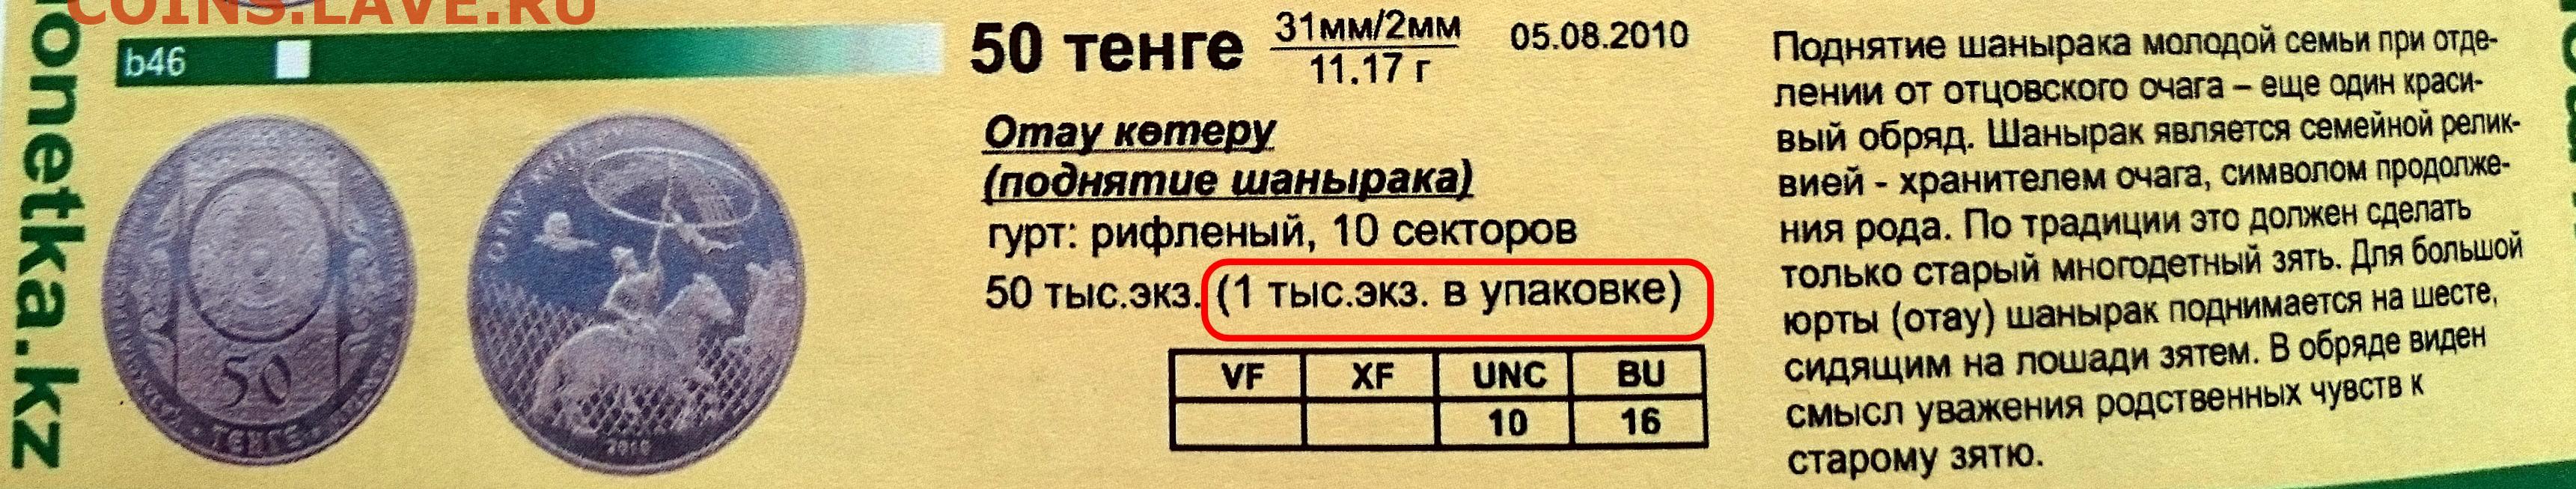 COINS.LAVE.RU
onetka.kz
b46
50 тенге 31мм/2мм 11.17 г 05.08.2010
Отау көтеру
(поднятие шанырака)
гурт: рифленый, 10 секторов
50 тыс.экз. (1 тыс.экз. в упаковке)
VF XF UNC BU
10 16
ОТАУ КӨТЕРУ
50
ТЕНГЕ
2010
Поднятие шанырака молодой семьи при отде-
лении от отцовского очага – еще один краси-
вый обряд. Шанырак является семейной релик-
вией - хранителем очага, символом продолже-
ния рода. По традиции это должен сделать
только старый многодетный зять. Для большой
юрты (отау) шанырак поднимается на шесте,
сидящим на лошади зятем. В обряде виден
смысл уважения родственных чувств к
старому зятю.